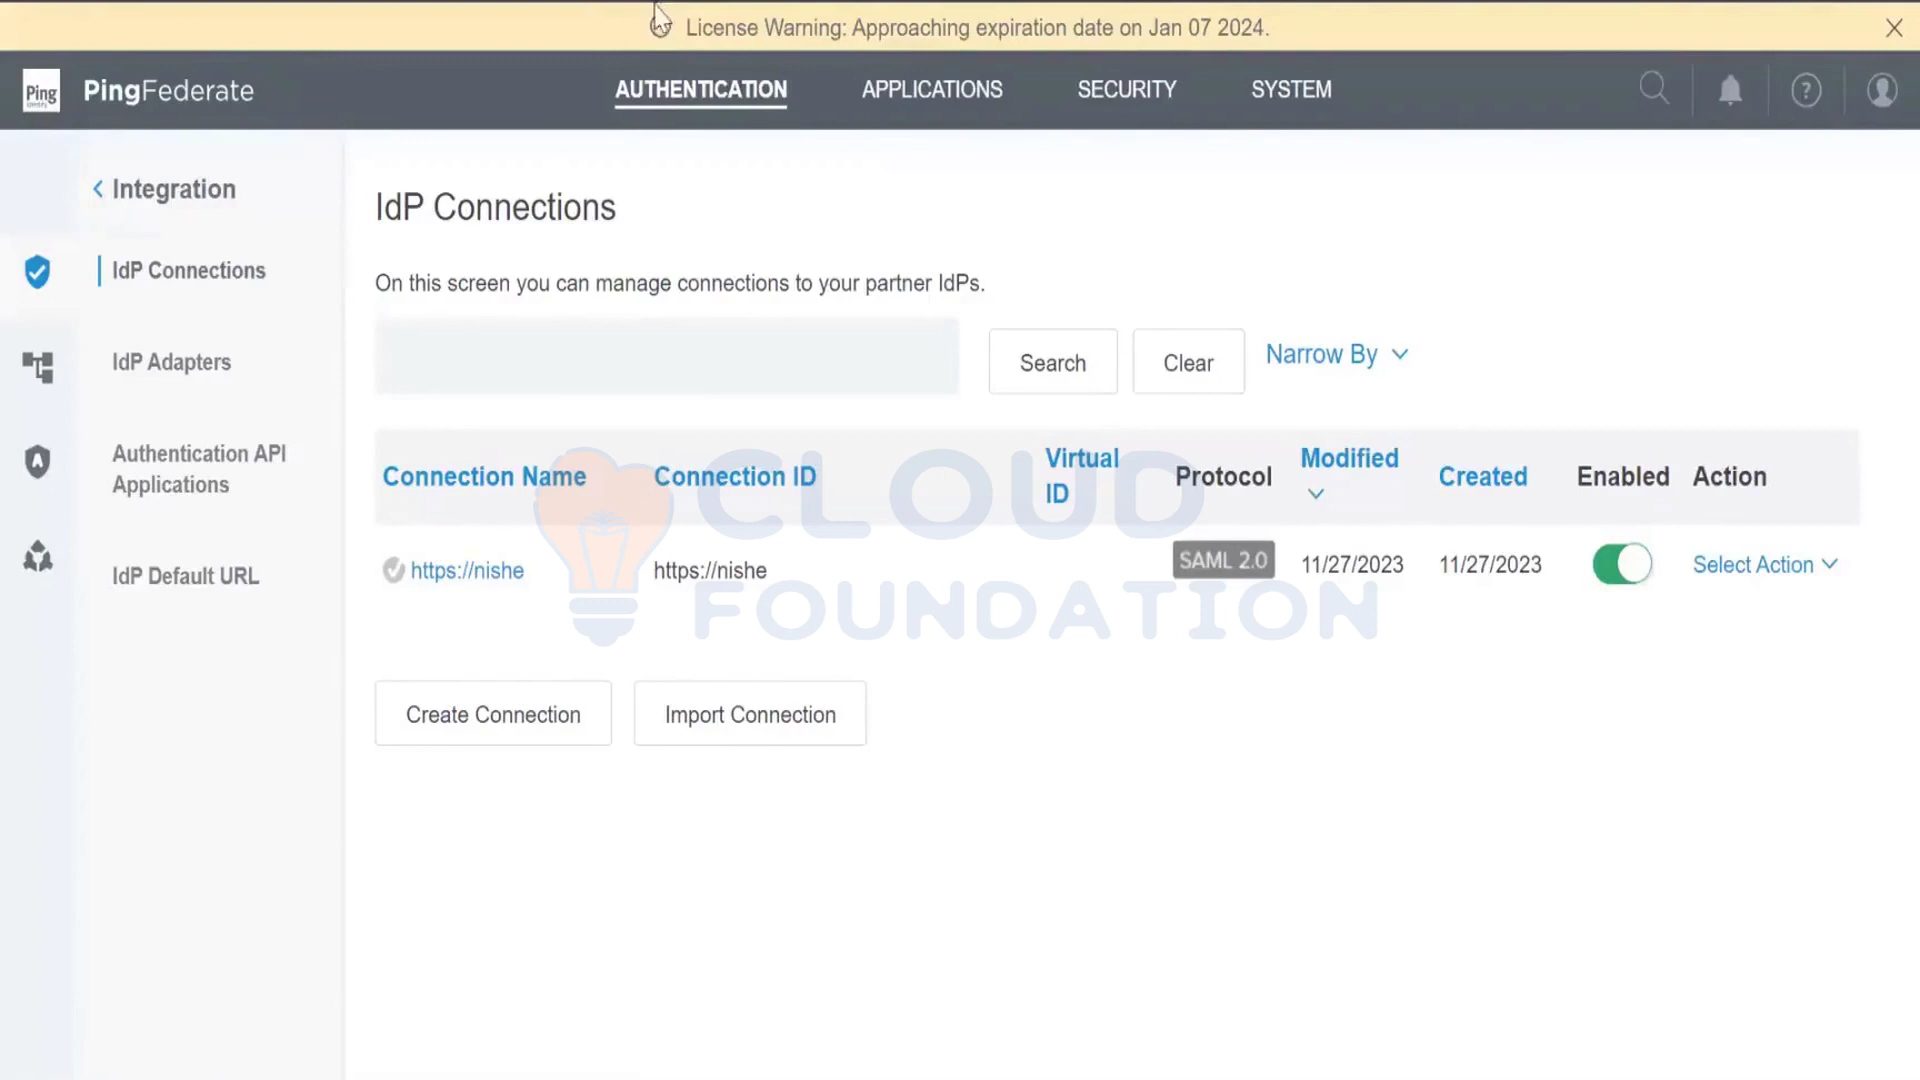 License Warning: Approaching expiration date on Jan 07 2024.
Ping
PingFederate
AUTHENTICATION
APPLICATIONS
SECURITY
SYSTEM
?
Integration
IdP Connections
IdP Adapters
Authentication API
Applications
IdP Default URL
IdP Connections
On this screen you can manage connections to your partner IdPs.
Search
Clear
Narrow By
Connection Name
Connection ID
Virtual
ID
Protocol
Modified
Created
Enabled
Action
https://nishe
https://nishe
SAML 2.0
11/27/2023
11/27/2023
Select Action
CLOUD
FOUNDATION
Create Connection
Import Connection